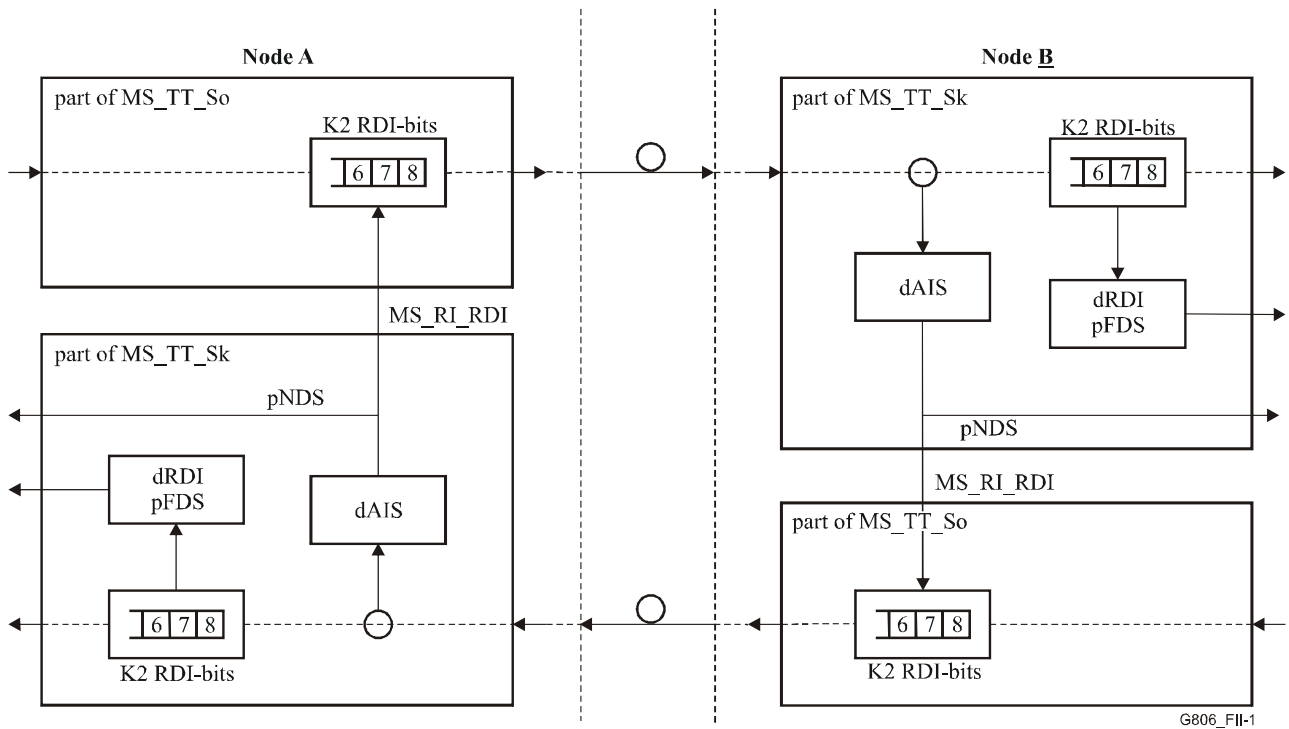 Node A
part of MS_TT_So
K2 RDI-bits
6 7 8
MS_RI_RDI
part of MS_TT_Sk
pNDS
dRDI
pFDS
dAIS
6 7 8
K2 RDI-bits
Node B
part of MS_TT_Sk
K2 RDI-bits
6 7 8
dAIS
dRDI
pFDS
pNDS
MS_RI_RDI
part of MS_TT_So
6 7 8
K2 RDI-bits
G806_FII-1